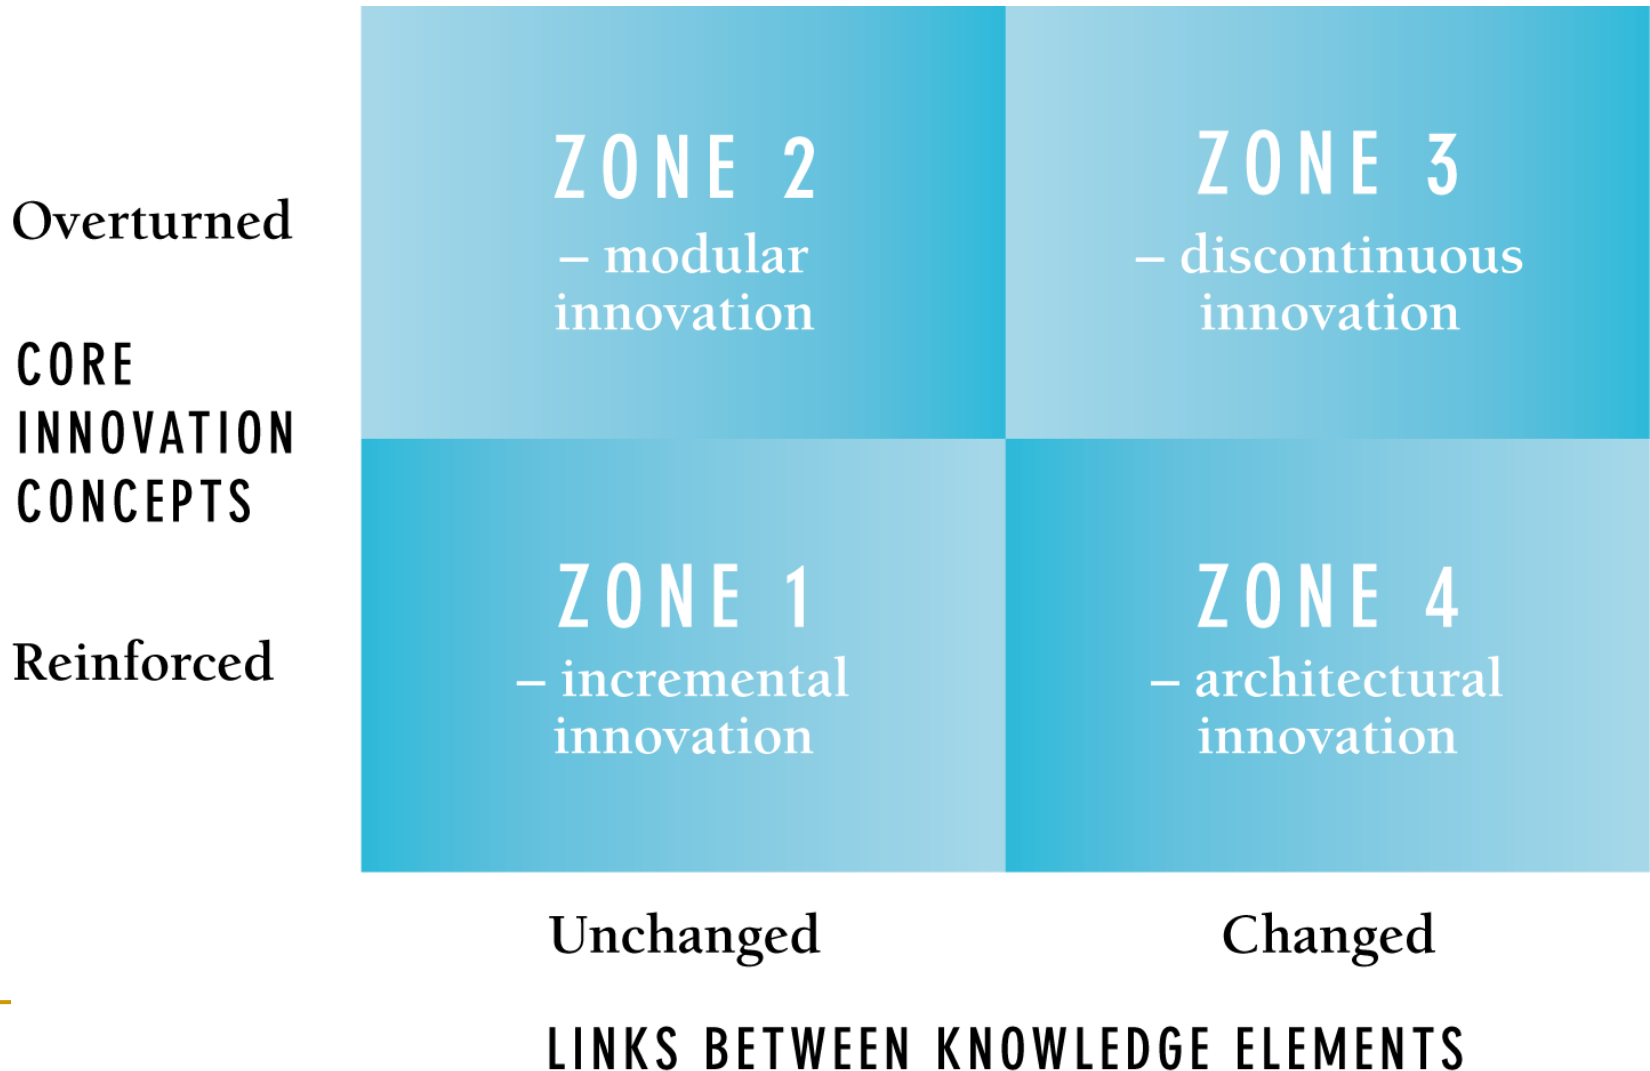 ZONE 2
– modular
innovation
ZONE 3
– discontinuous
innovation
Overturned
CORE
INNOVATION
CONCEPTS
Reinforced
ZONE 1
– incremental
innovation
ZONE 4
– architectural
innovation
Unchanged
Changed
LINKS BETWEEN KNOWLEDGE ELEMENTS